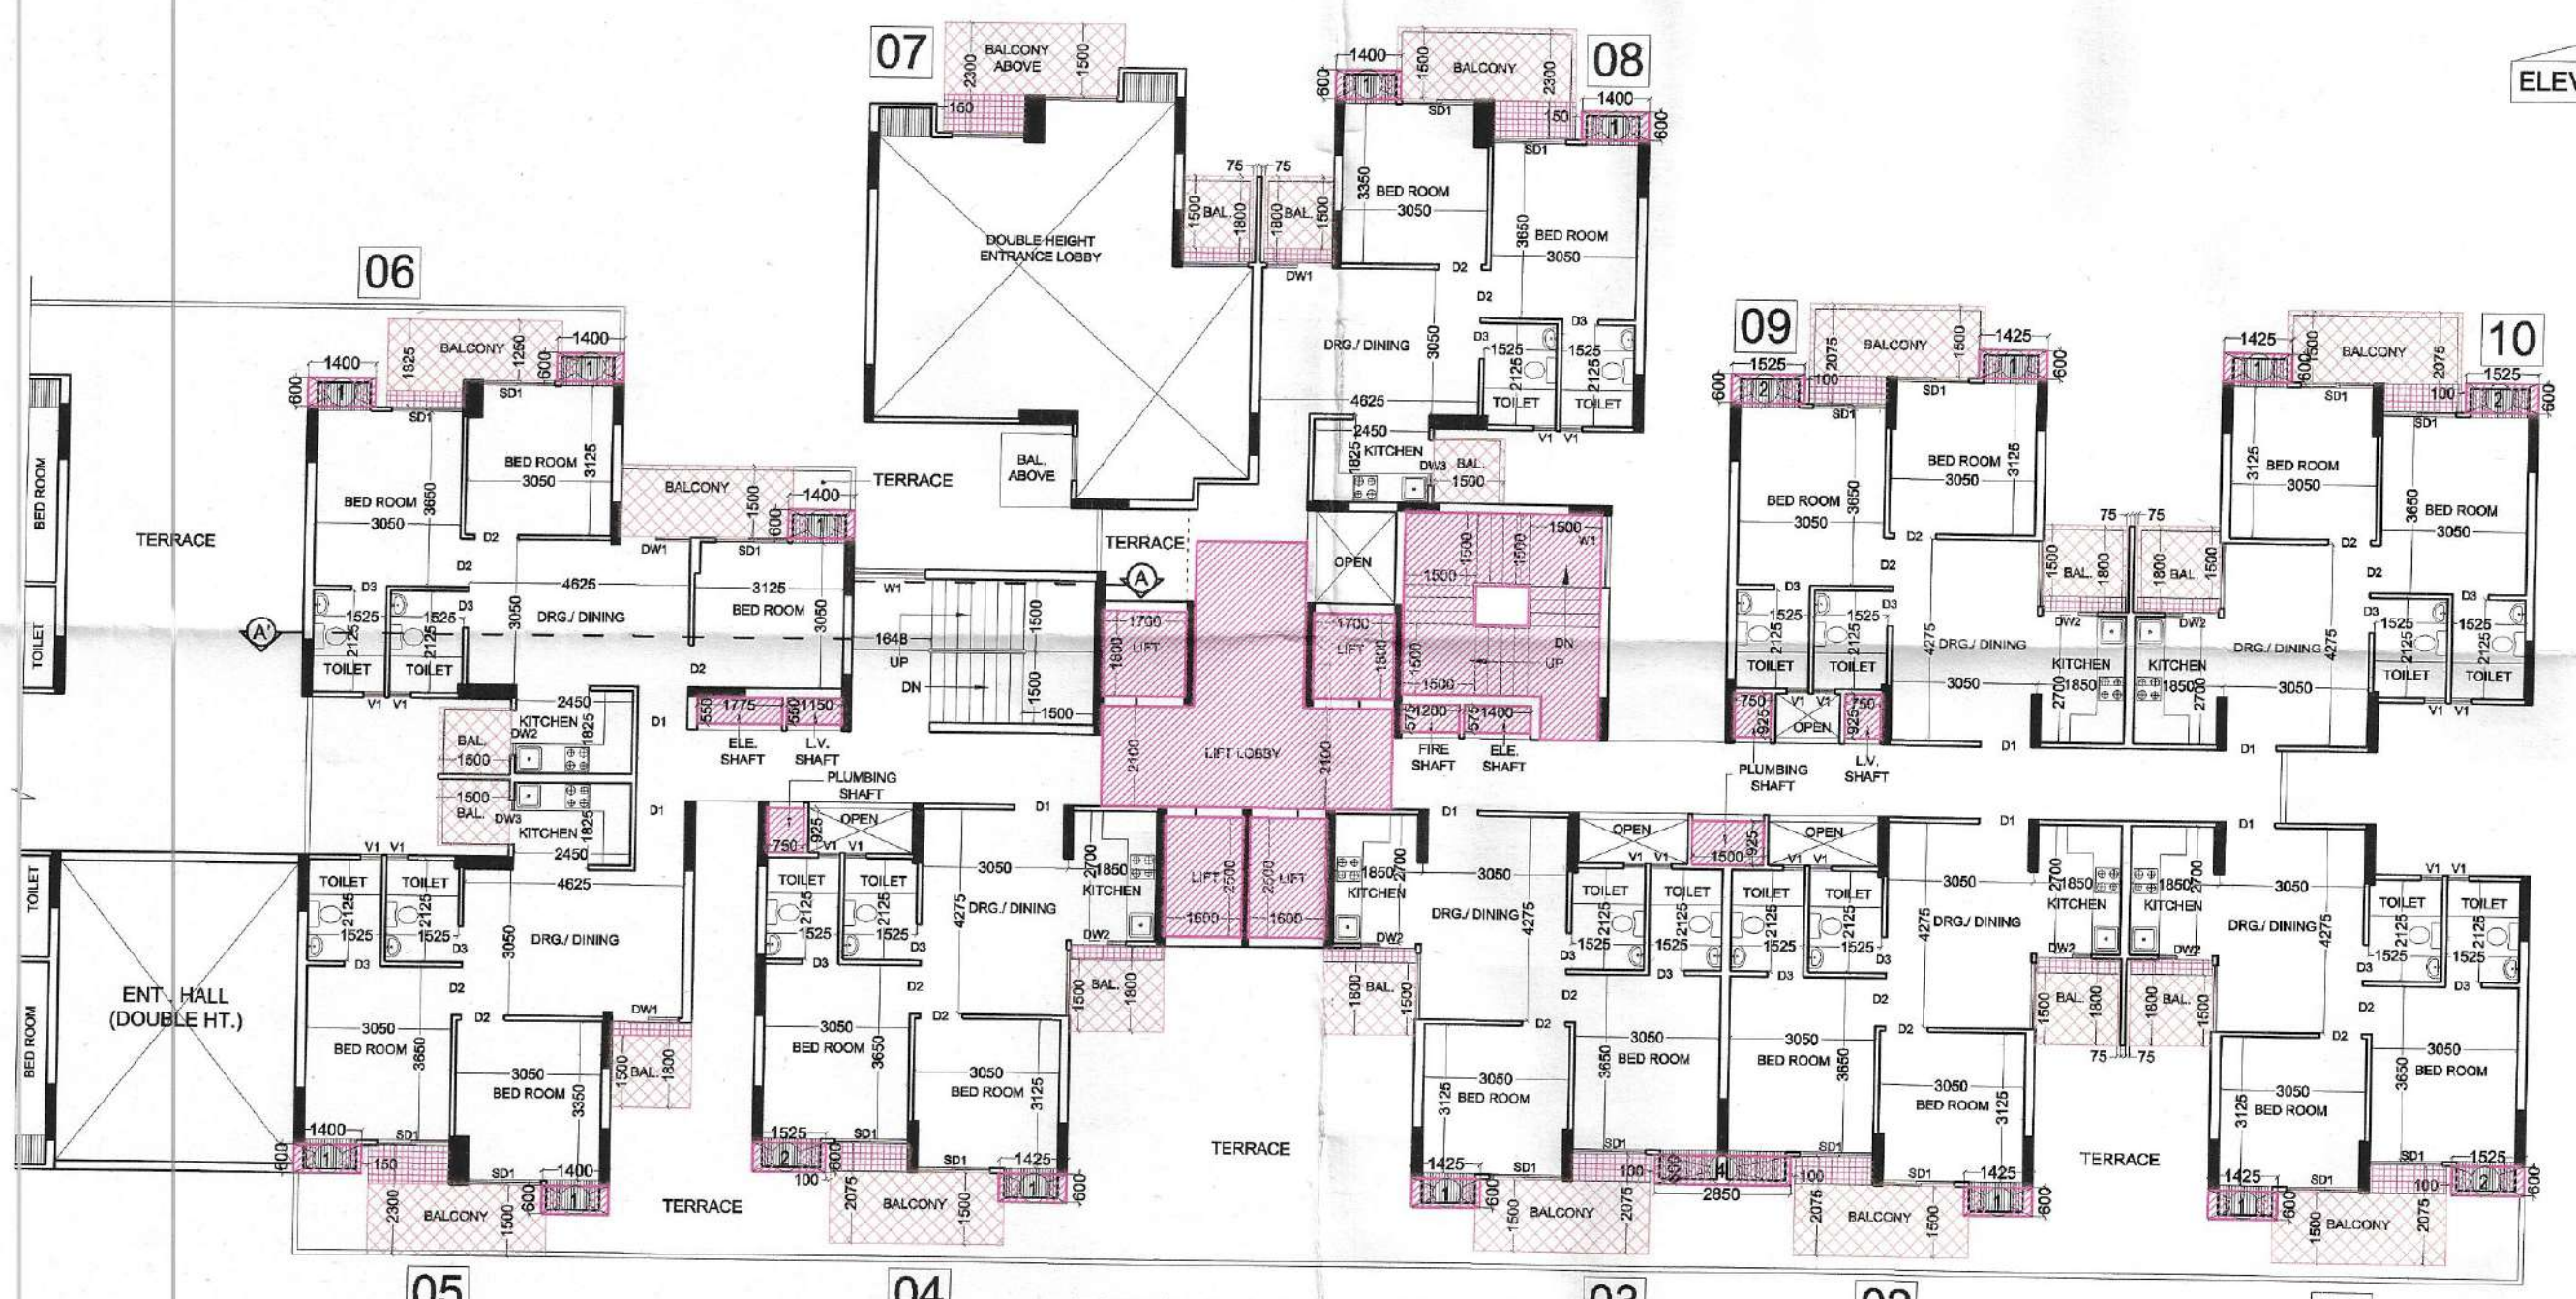 07
BALCONY
ABOVE
2300
1500
160
08
1400
600
1500
BALCONY
2300
SD1
1400
150
600
SD1
ELEV
75
75
1500
BAL.
1800
1800
BAL.
1500
DW1
3350
BED ROOM
3050
3650
BED ROOM
3050
D2
D2
DOUBLE HEIGHT
ENTRANCE LOBBY
DRG./ DINING
3050
4625
D3
D3
1525
2125
TOILET
1525
2125
TOILET
V1
V1
2450
1825
KITCHEN
DW3
BAL.
1500
BAL.
ABOVE
TERRACE
TERRACE
A
06
TERRACE
BED ROOM
TOILET
1400
600
1825
BALCONY
1250
600
1400
SD1
SD1
BED ROOM
3050
3650
BED ROOM
3050
3125
D2
D2
BALCONY
1500
1400
600
DW1
SD1
4625
DRG./ DINING
3050
3125
BED ROOM
3050
D2
D3
D3
1525
2125
TOILET
1525
2125
TOILET
V1
V1
A'
2450
KITCHEN
1825
DW2
BAL.
1500
1500
BAL.
DW3
KITCHEN
1825
2450
D1
D1
550
1775
550
1150
ELE.
SHAFT
L.V.
SHAFT
W1
1648
UP
DN
1500
1500
1500
1700
1800
LIFT
1700
LIFT
1800
LIFT LOBBY
2100
2100
OPEN
1500
1500
1500
W1
1500
DN
UP
1500
1500
575
1200
575
1400
FIRE
SHAFT
ELE.
SHAFT
LIFT
2500
1600
2500
LIFT
1600
09
1525
600
2
100
2075
BALCONY
1500
1425
600
SD1
SD1
BED ROOM
3050
3650
BED ROOM
3050
3125
D2
D2
D3
D3
1525
2125
TOILET
1525
2125
TOILET
V1
V1
750
925
OPEN
750
925
PLUMBING
SHAFT
L.V.
SHAFT
DRG./ DINING
4275
3050
75
75
1500
BAL.
1800
1800
BAL.
1500
DW2
DW2
KITCHEN
1850
2700
KITCHEN
1850
2700
D1
D1
10
1425
600
1500
BALCONY
2075
100
1525
600
2
SD1
SD1
3125
BED ROOM
3050
3650
BED ROOM
3050
D2
D2
D3
D3
DRG./ DINING
4275
3050
1525
2125
TOILET
1525
2125
TOILET
V1
V1
TOILET
BED ROOM
ENT. HALL
(DOUBLE HT.)
V1
V1
TOILET
2125
1525
TOILET
2125
1525
D3
D3
4625
DRG./ DINING
3050
D2
D2
DW1
3050
BED ROOM
3650
3050
BED ROOM
3350
1500
BAL.
1800
1400
600
150
SD1
SD1
1400
600
2300
BALCONY
1500
05
TERRACE
PLUMBING
SHAFT
750
925
OPEN
V1
V1
TOILET
2125
1525
TOILET
2125
1525
D3
D3
D1
3050
DRG./ DINING
4275
1850
2700
KITCHEN
DW2
1500
BAL.
1800
D2
D2
3050
BED ROOM
3650
3050
BED ROOM
3125
1525
2
600
100
SD1
SD1
1425
600
2075
BALCONY
1500
04
TERRACE
1850
2700
KITCHEN
DW2
1800
BAL.
1500
D1
3050
DRG./ DINING
4275
OPEN
V1
V1
1500
925
OPEN
V1
V1
TOILET
2125
1525
TOILET
2125
1525
TOILET
2125
1525
TOILET
2125
1525
D3
D3
D3
D3
D2
D2
D2
D2
3050
BED ROOM
3125
3050
BED ROOM
3650
3050
BED ROOM
3650
3050
BED ROOM
3125
1425
600
SD1
SD1
100
600
4
2850
SD1
100
SD1
1425
600
1500
BALCONY
2075
2075
BALCONY
1500
03
02
D1
3050
DRG./ DINING
4275
2700
1850
KITCHEN
DW2
1850
2700
KITCHEN
DW2
1500
BAL.
1800
1800
BAL.
1500
75
75
TERRACE
D1
3050
DRG./ DINING
4275
V1
V1
TOILET
2125
1525
TOILET
2125
1525
D3
D3
D2
D2
3050
BED ROOM
3125
3050
BED ROOM
3650
1425
600
SD1
SD1
100
1525
2
600
1500
BALCONY
2075